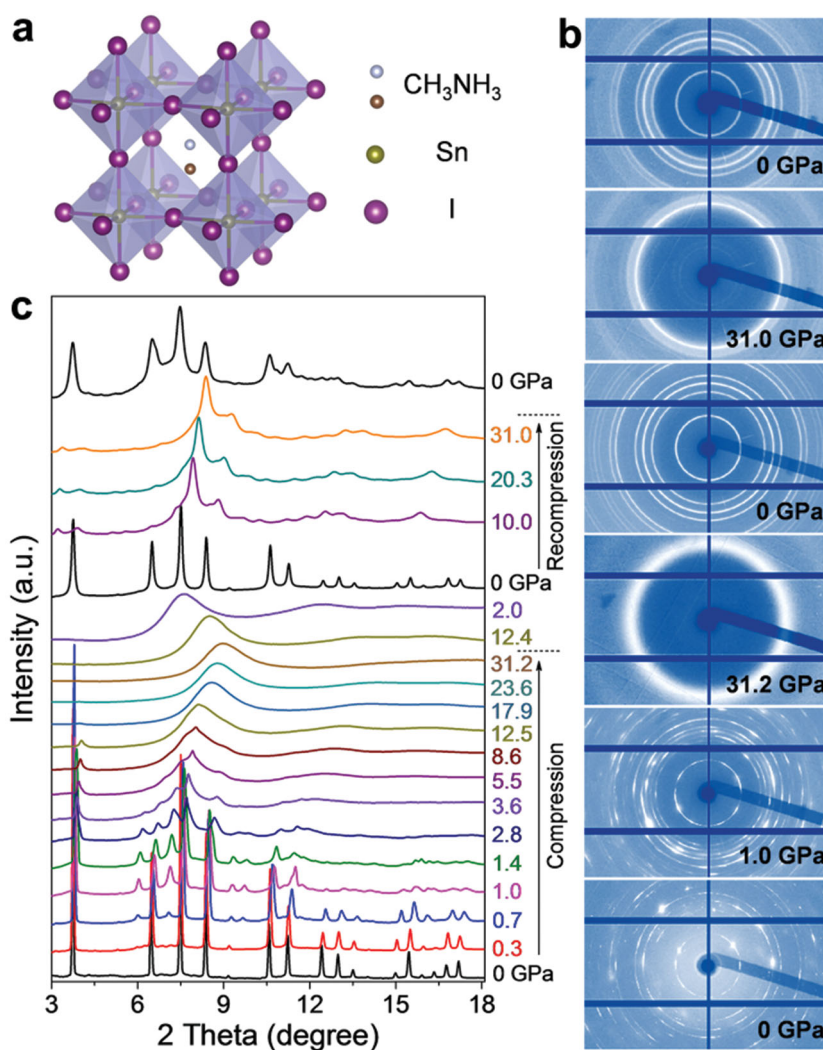 a
CH₃NH₃
Sn
I
b
0 GPa
31.0 GPa
0 GPa
31.2 GPa
1.0 GPa
0 GPa
c
0 GPa
31.0
20.3
10.0
0 GPa
2.0
12.4
31.2
23.6
17.9
12.5
8.6
5.5
3.6
2.8
1.4
1.0
0.7
0.3
0 GPa
Recompression
Compression
Intensity (a.u.)
3 6 9 12 15 18
2 Theta (degree)